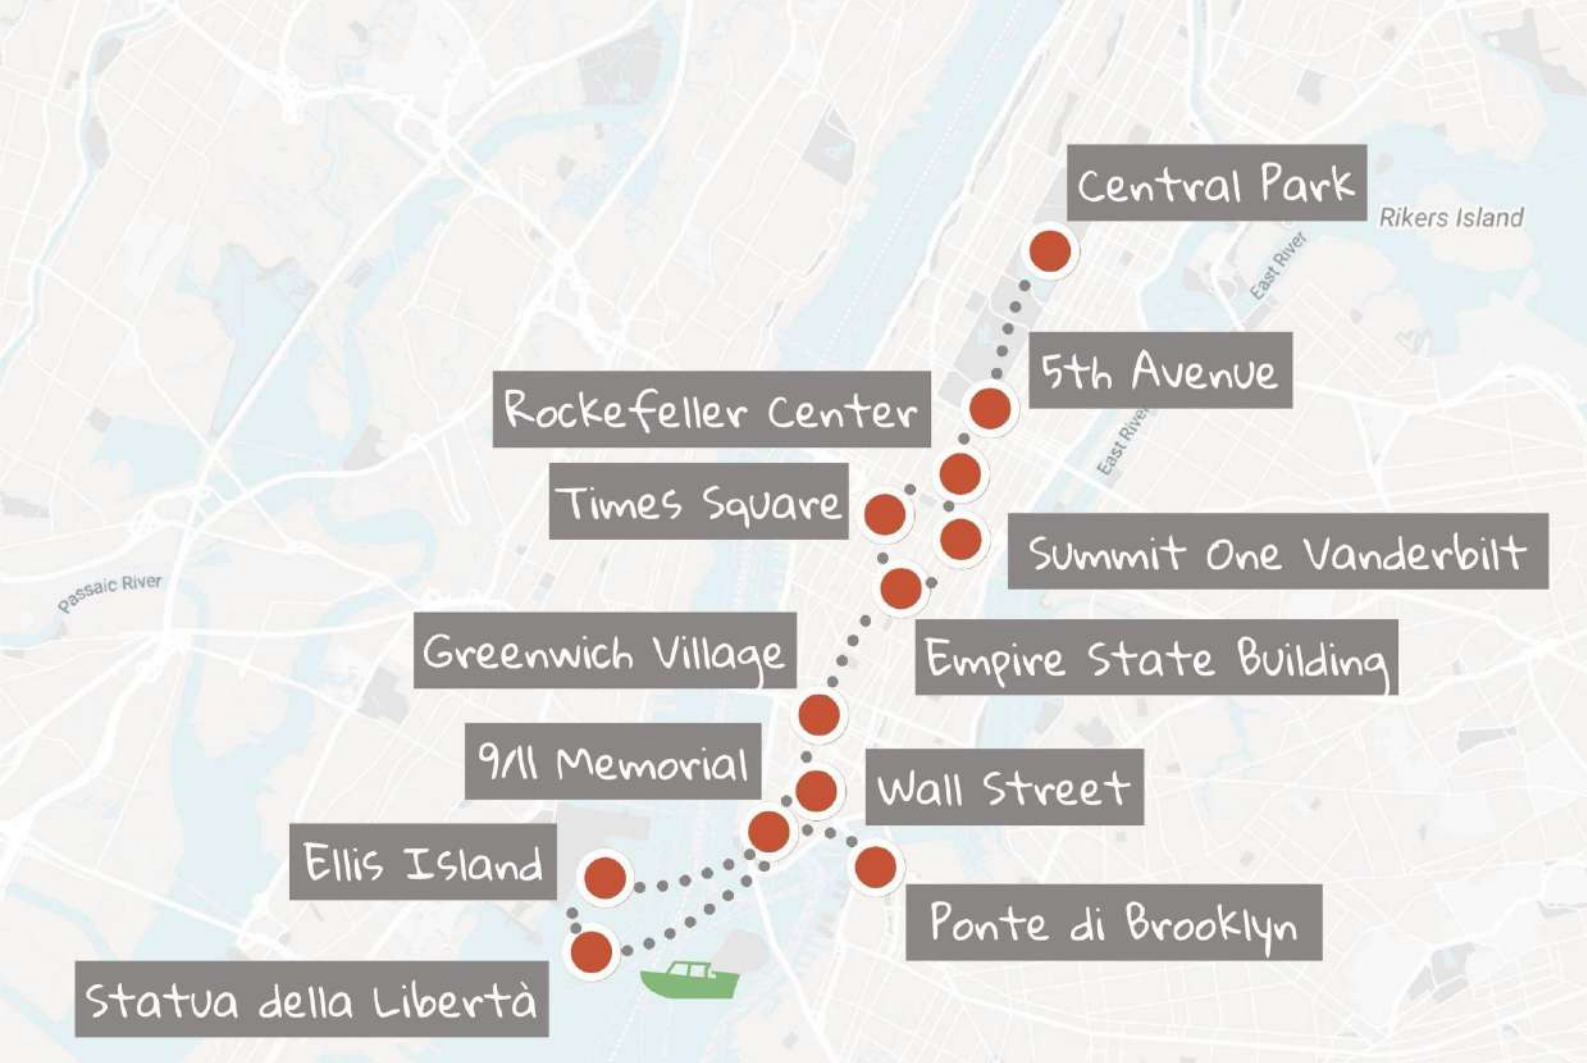 Central Park
Rikers Island
East River
5th Avenue
Rockefeller Center
East River
Times Square
Summit One Vanderbilt
Passaic River
Greenwich Village
Empire State Building
9/11 Memorial
Wall Street
Ellis Island
Ponte di Brooklyn
Statua della Libertà